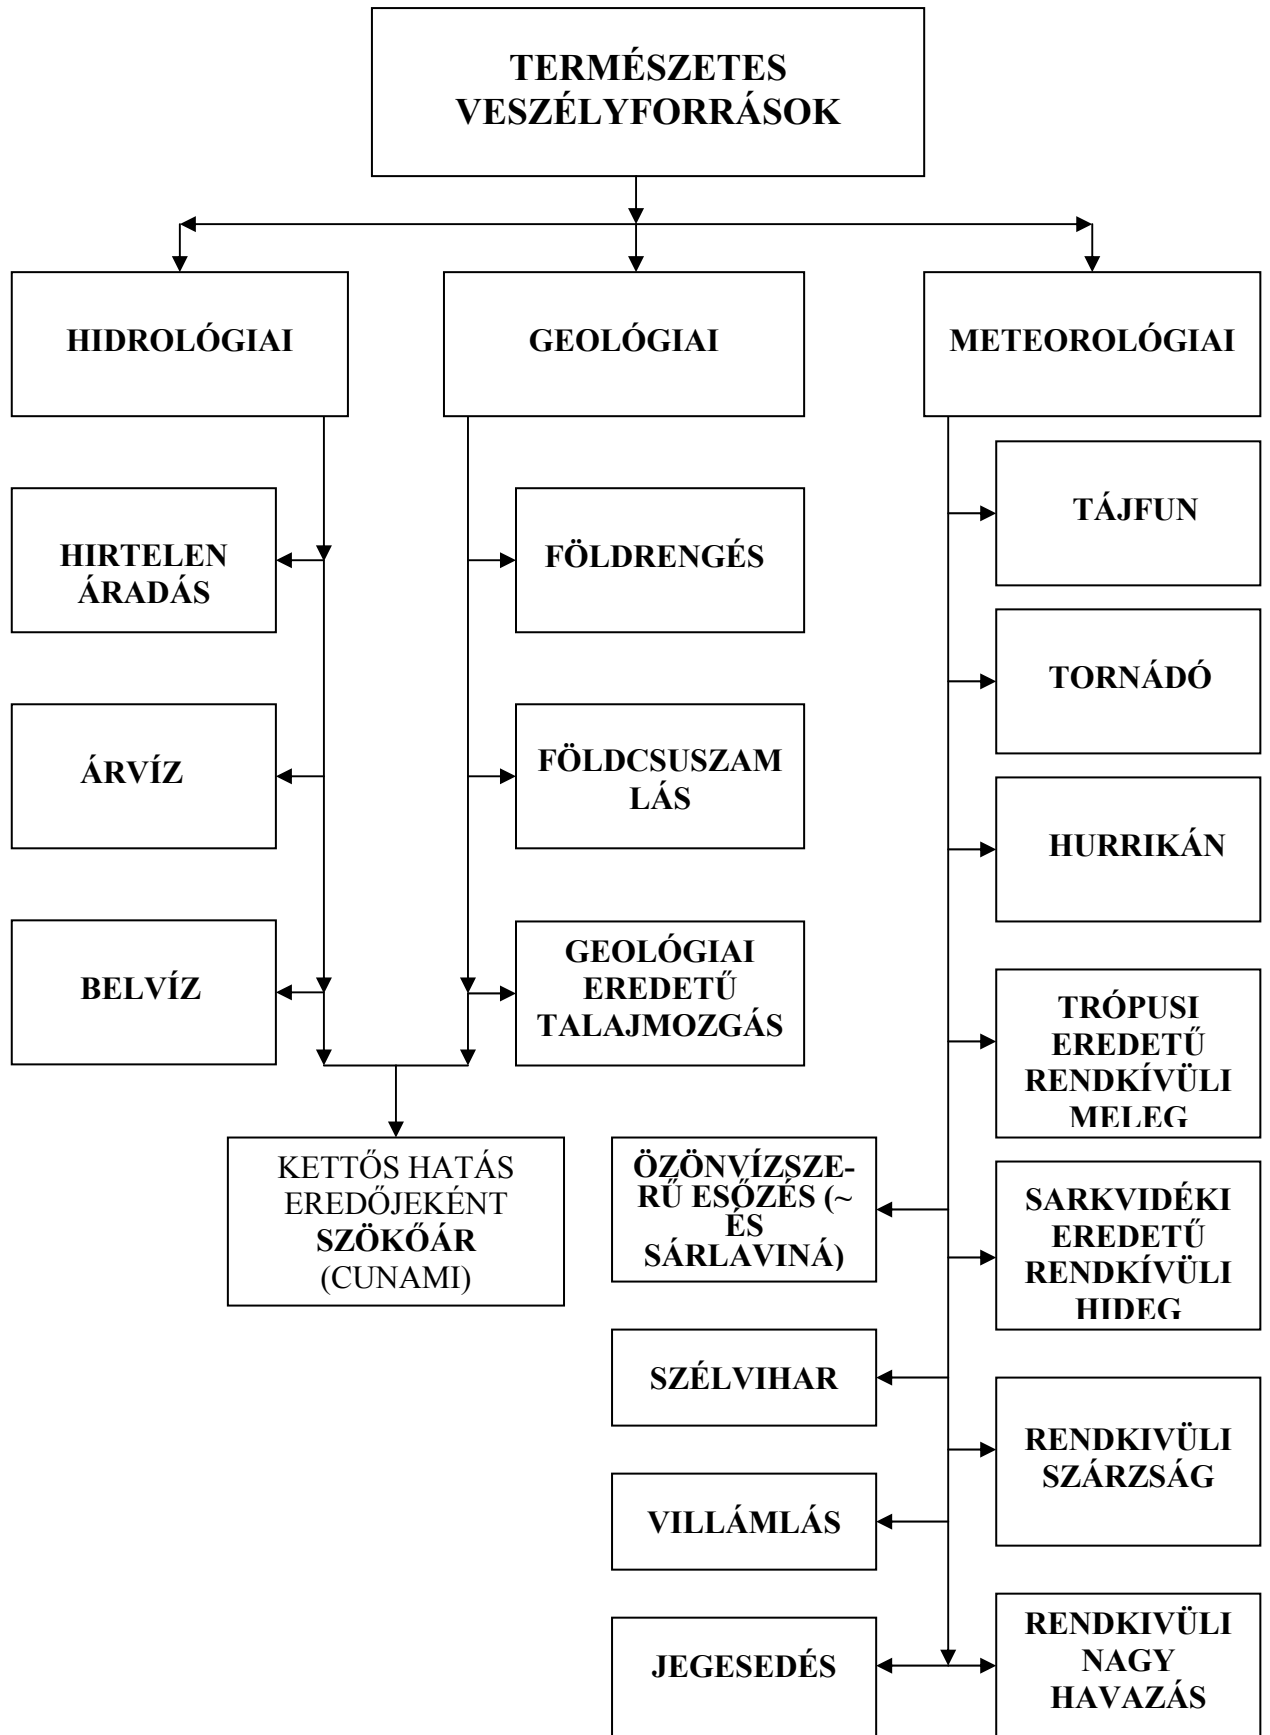 TERMÉSZETES
VESZÉLYFORRÁSOK
HIDROLÓGIAI
GEOLÓGIAI
METEOROLÓGIAI
HIRTELEN
ÁRADÁS
ÁRVÍZ
BELVÍZ
FÖLDRENGÉS
FÖLDCSUSZAM
LÁS
GEOLÓGIAI
EREDETŰ
TALAJMOZGÁS
KETTŐS HATÁS
EREDŐJEKÉNT
SZÖKŐÁR
(CUNAMI)
TÁJFUN
TORNÁDÓ
HURRIKÁN
TRÓPUSI
EREDETŰ
RENDKÍVÜLI
MELEG
SARKVIDÉKI
EREDETŰ
RENDKÍVÜLI
HIDEG
RENDKIVÜLI
SZÁRZSÁG
RENDKIVÜLI
NAGY
HAVAZÁS
ÖZÖNVÍZSZE-
RŰ ESŐZÉS (~
ÉS
SÁRLAVINÁ)
SZÉLVIHAR
VILLÁMLÁS
JEGESEDÉS